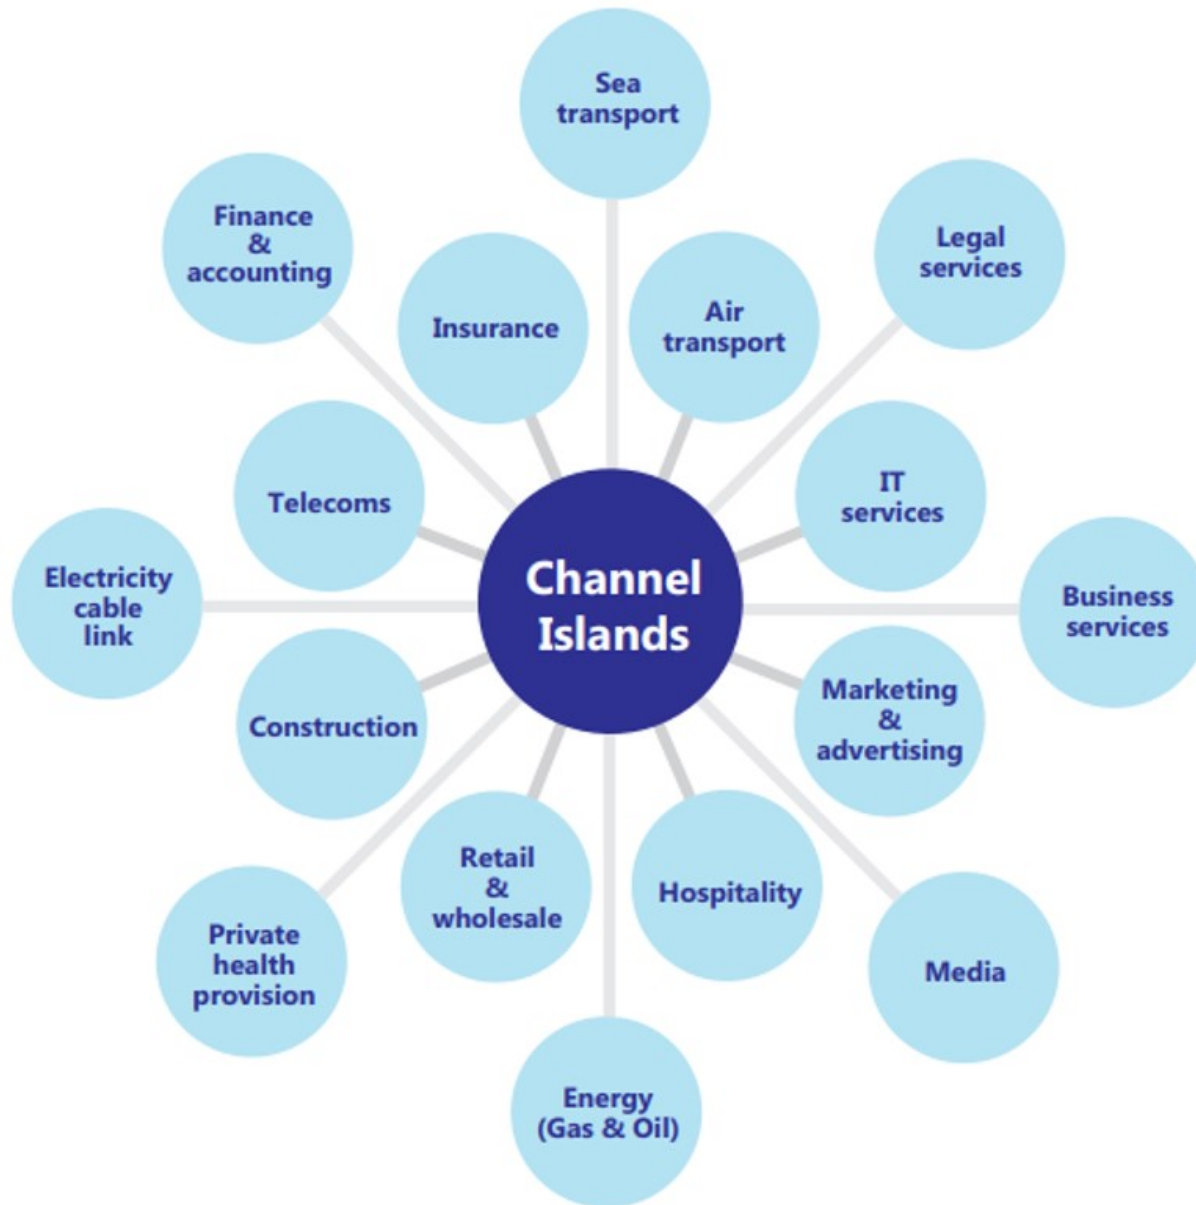 Sea
transport
Finance
&
accounting
Legal
services
Insurance
Air
transport
Telecoms
IT
services
Electricity
cable
link
Channel
Islands
Business
services
Construction
Marketing
&
advertising
Retail
&
wholesale
Hospitality
Private
health
provision
Media
Energy
(Gas & Oil)